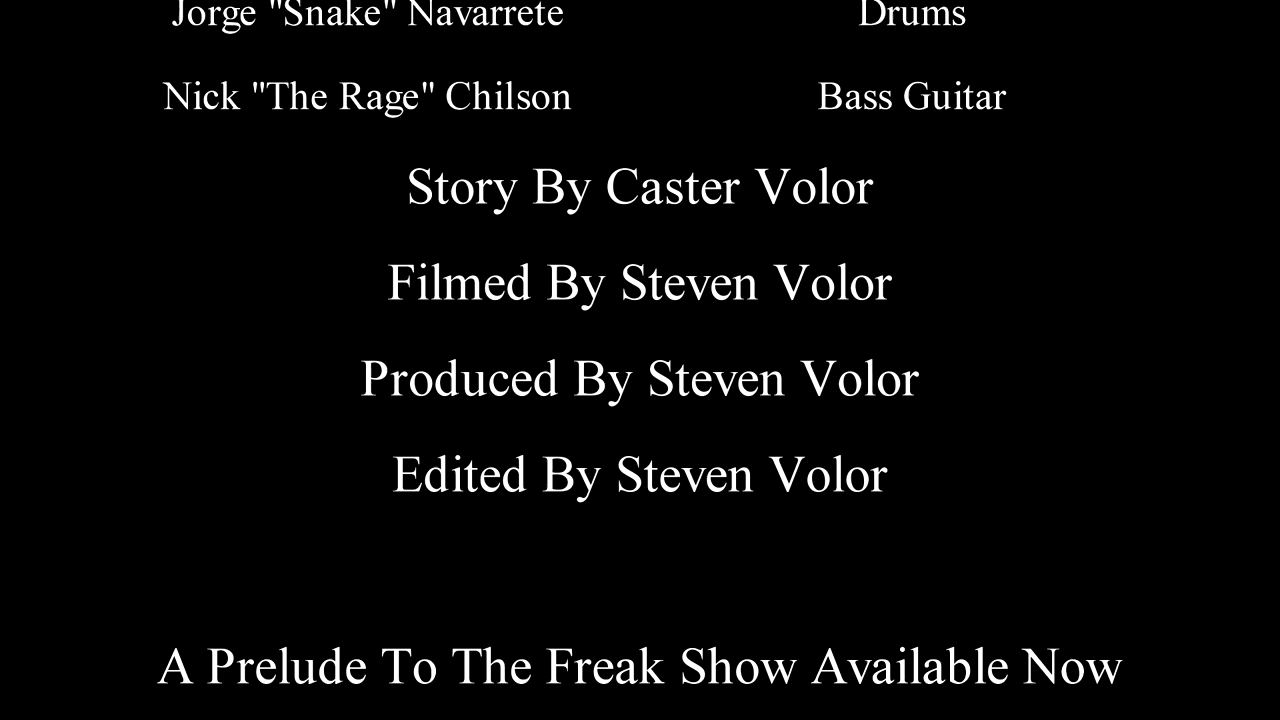 Jorge "Snake" Navarrete Drums
Nick "The Rage" Chilson Bass Guitar
Story By Caster Volor
Filmed By Steven Volor
Produced By Steven Volor
Edited By Steven Volor
A Prelude To The Freak Show Available Now